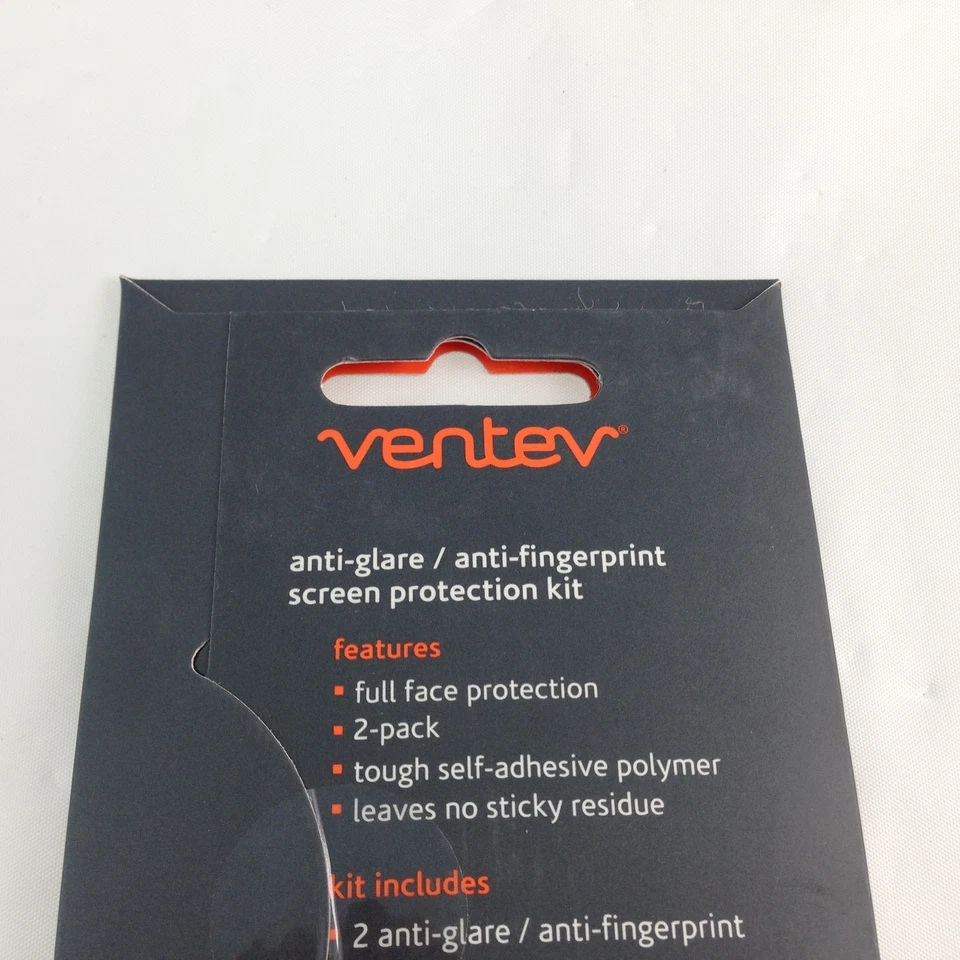 ventev®
anti-glare / anti-fingerprint
screen protection kit
features
▪ full face protection
▪ 2-pack
▪ tough self-adhesive polymer
▪ leaves no sticky residue
kit includes
▪ 2 anti-glare / anti-fingerprint